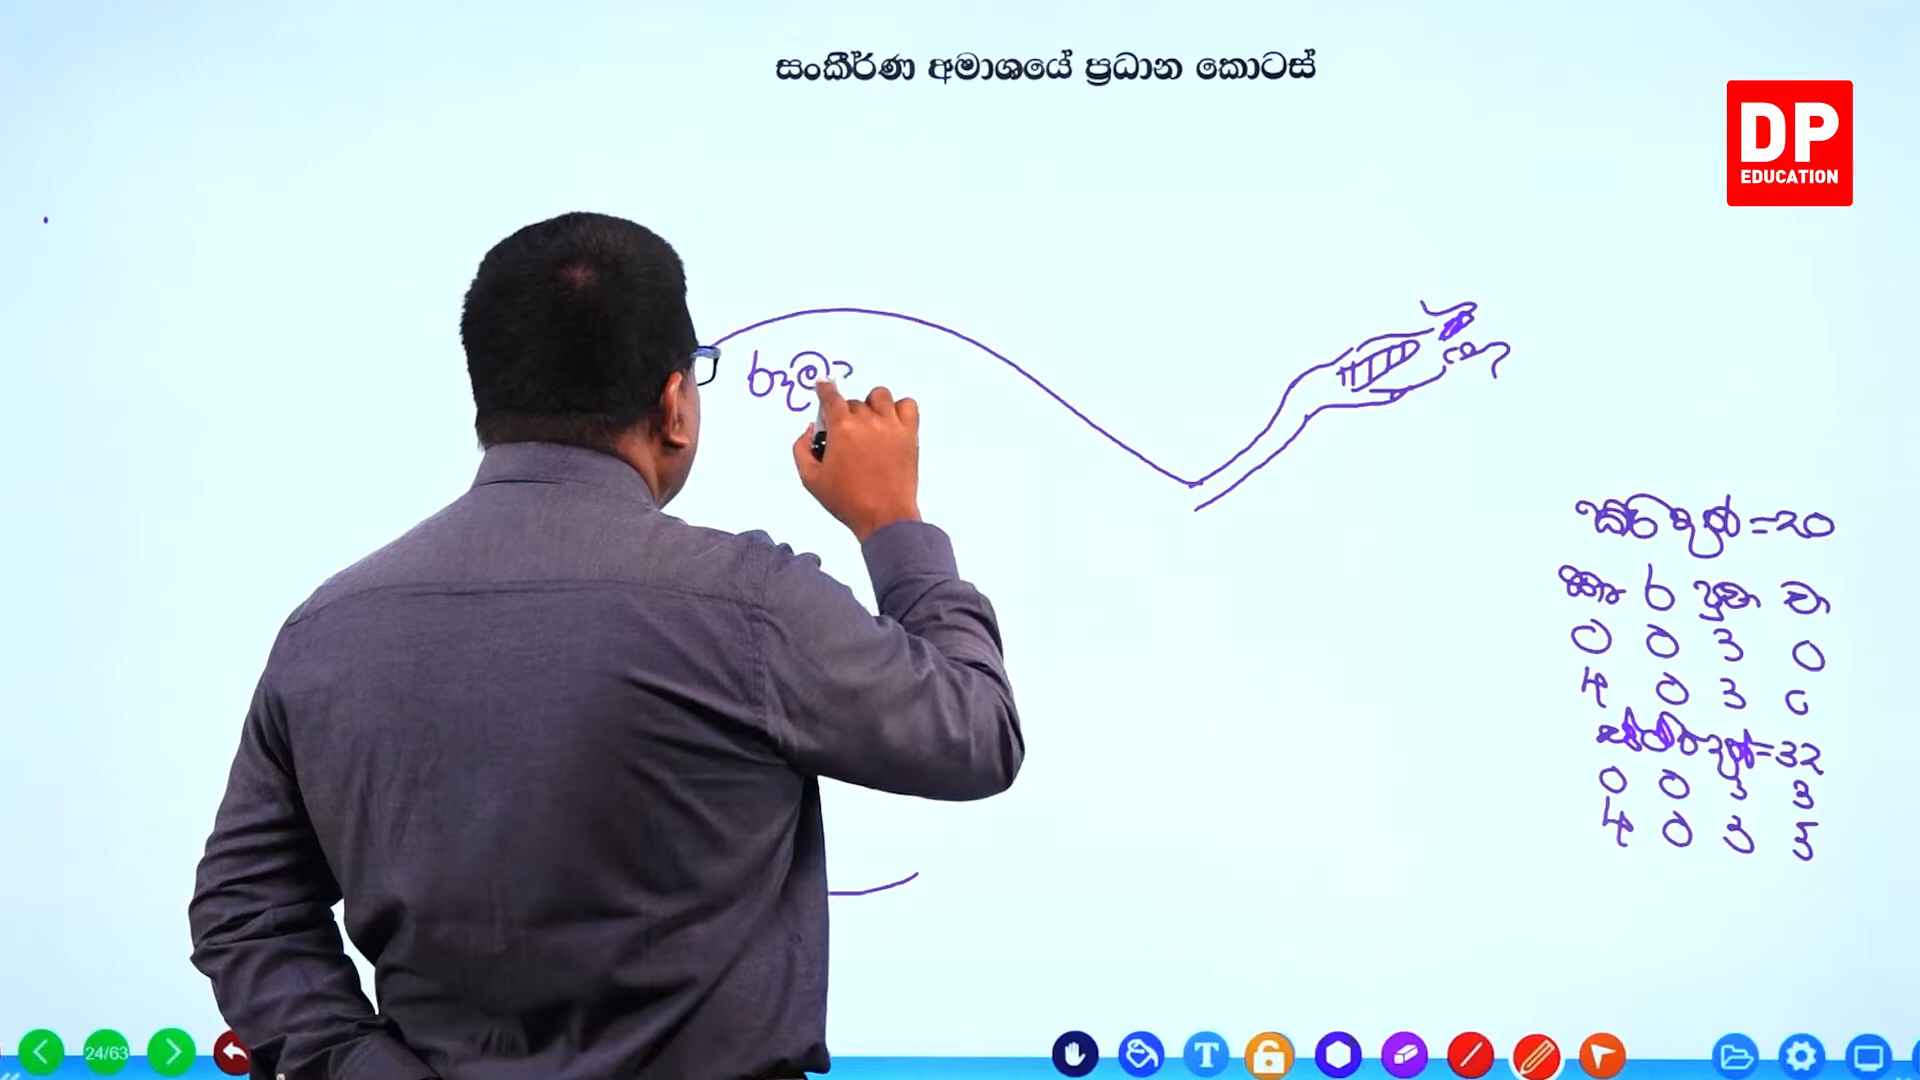 සංකීර්ණ අමාශයේ ප්‍රධාන කොටස්
DP
EDUCATION
රුමා
කිරි දත් =20
කෘ ර පුචා චා
0 0 3 0
4 0 3 0
ස්ථිර දත් =32
0 0 3 3
4 0 3 3
24/63
T